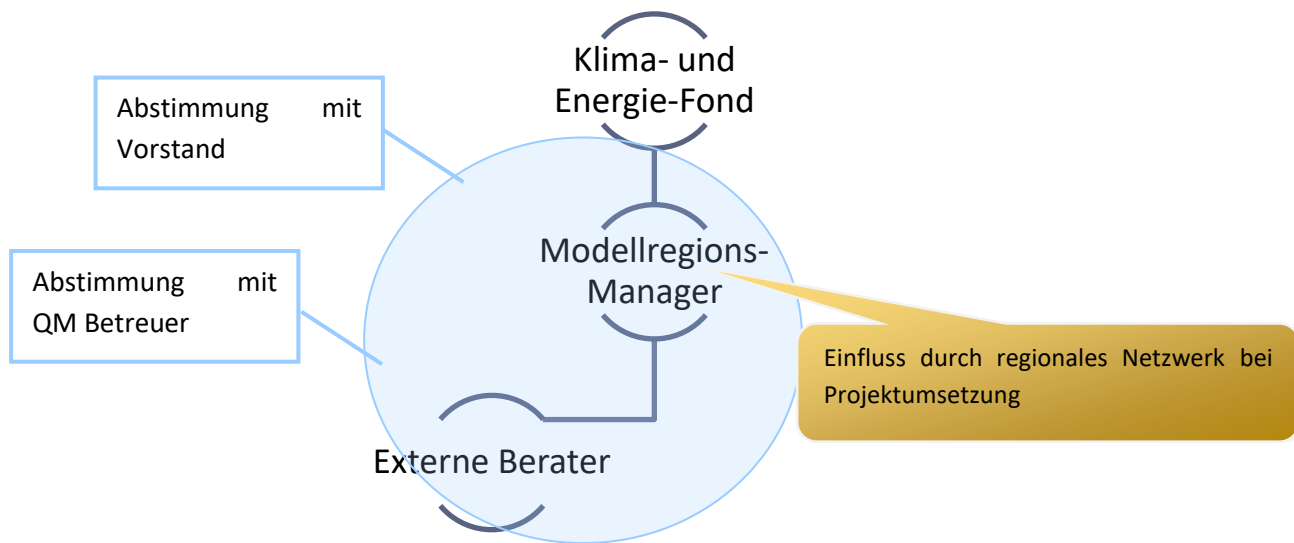 Klima- und
Energie-Fond
Abstimmung mit
Vorstand
Modellregions-
Manager
Abstimmung mit
QM Betreuer
Einfluss durch regionales Netzwerk bei
Projektumsetzung
Externe Berater